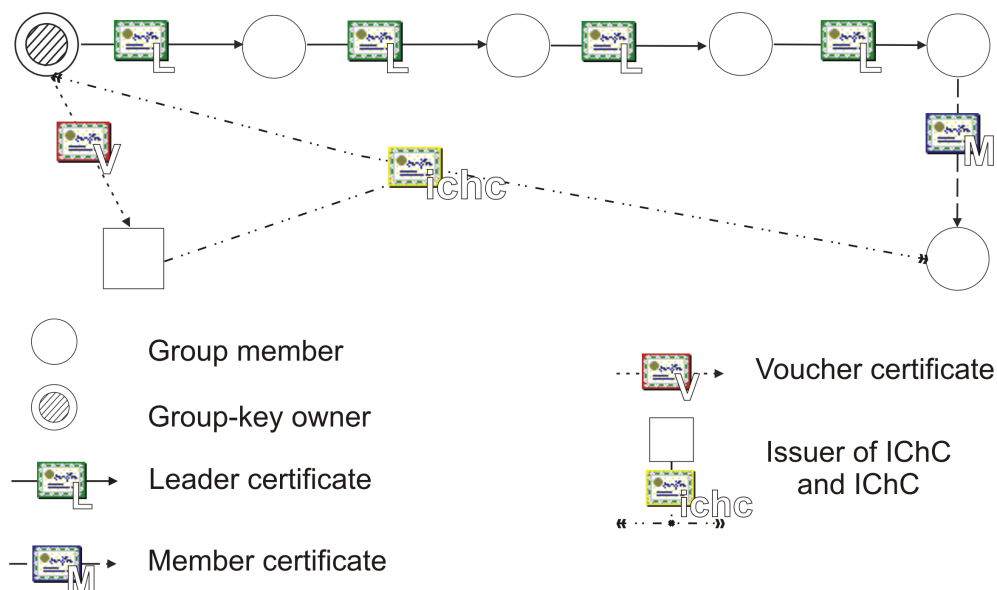 L
L
L
L
V
ichc
M
Group member
Group-key owner
L
Leader certificate
M
Member certificate
V
Voucher certificate
ichc
Issuer of IChC
and IChC